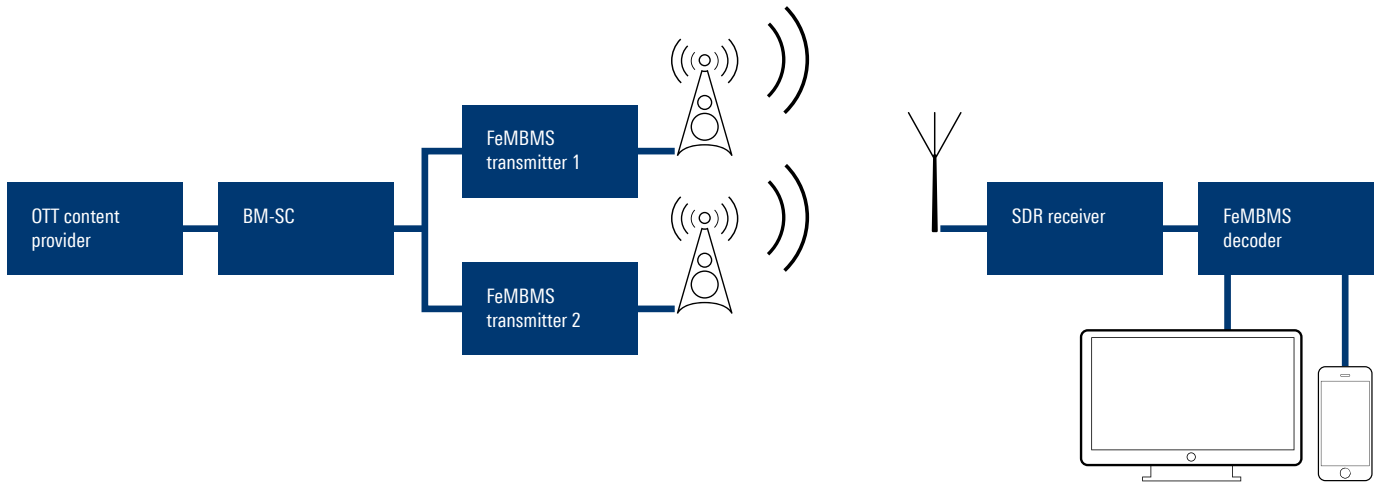 OTT content
provider
BM-SC
FeMBMS
transmitter 1
FeMBMS
transmitter 2
SDR receiver
FeMBMS
decoder